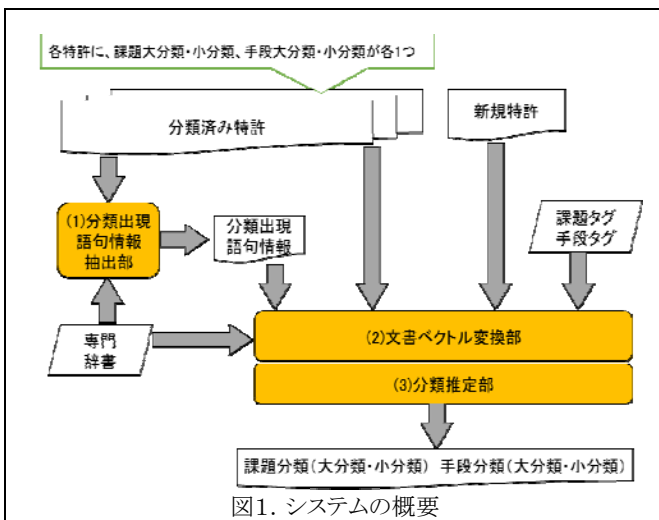 各特許に、課題大分類・小分類、手段大分類・小分類が各1つ
分類済み特許
新規特許
(1)分類出現
語句情報
抽出部
分類出現
語句情報
課題タグ
手段タグ
専門
辞書
(2)文書ベクトル変換部
(3)分類推定部
課題分類(大分類・小分類) 手段分類(大分類・小分類)
図1. システムの概要